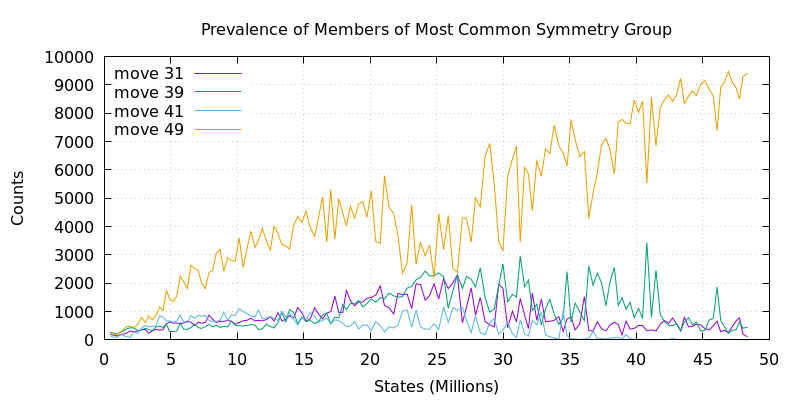 Prevalence of Members of Most Common Symmetry Group
10000
9000
8000
7000
6000
5000
4000
3000
2000
1000
0
Counts
move 31
move 39
move 41
move 49
0 5 10 15 20 25 30 35 40 45 50
States (Millions)